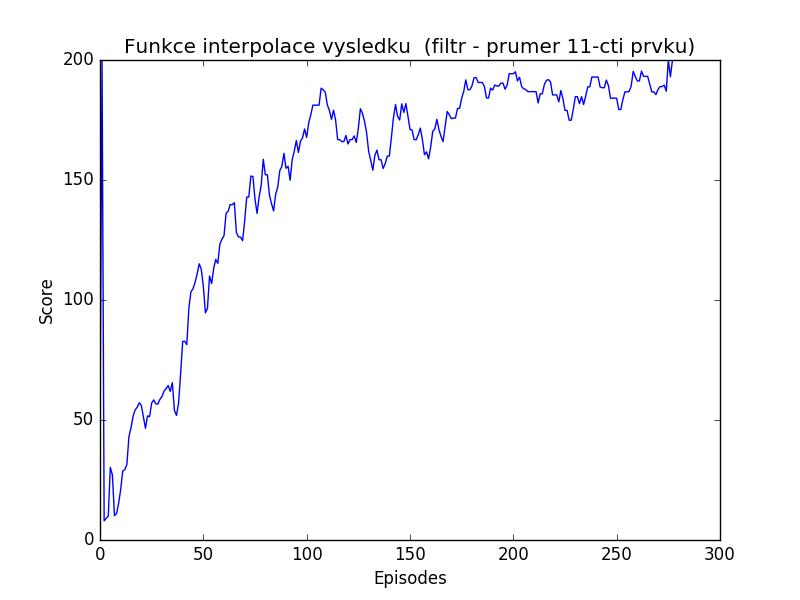 Funkce interpolace vysledku  (filtr - prumer 11-cti prvku)
200
150
100
50
0
Score
0 50 100 150 200 250 300
Episodes